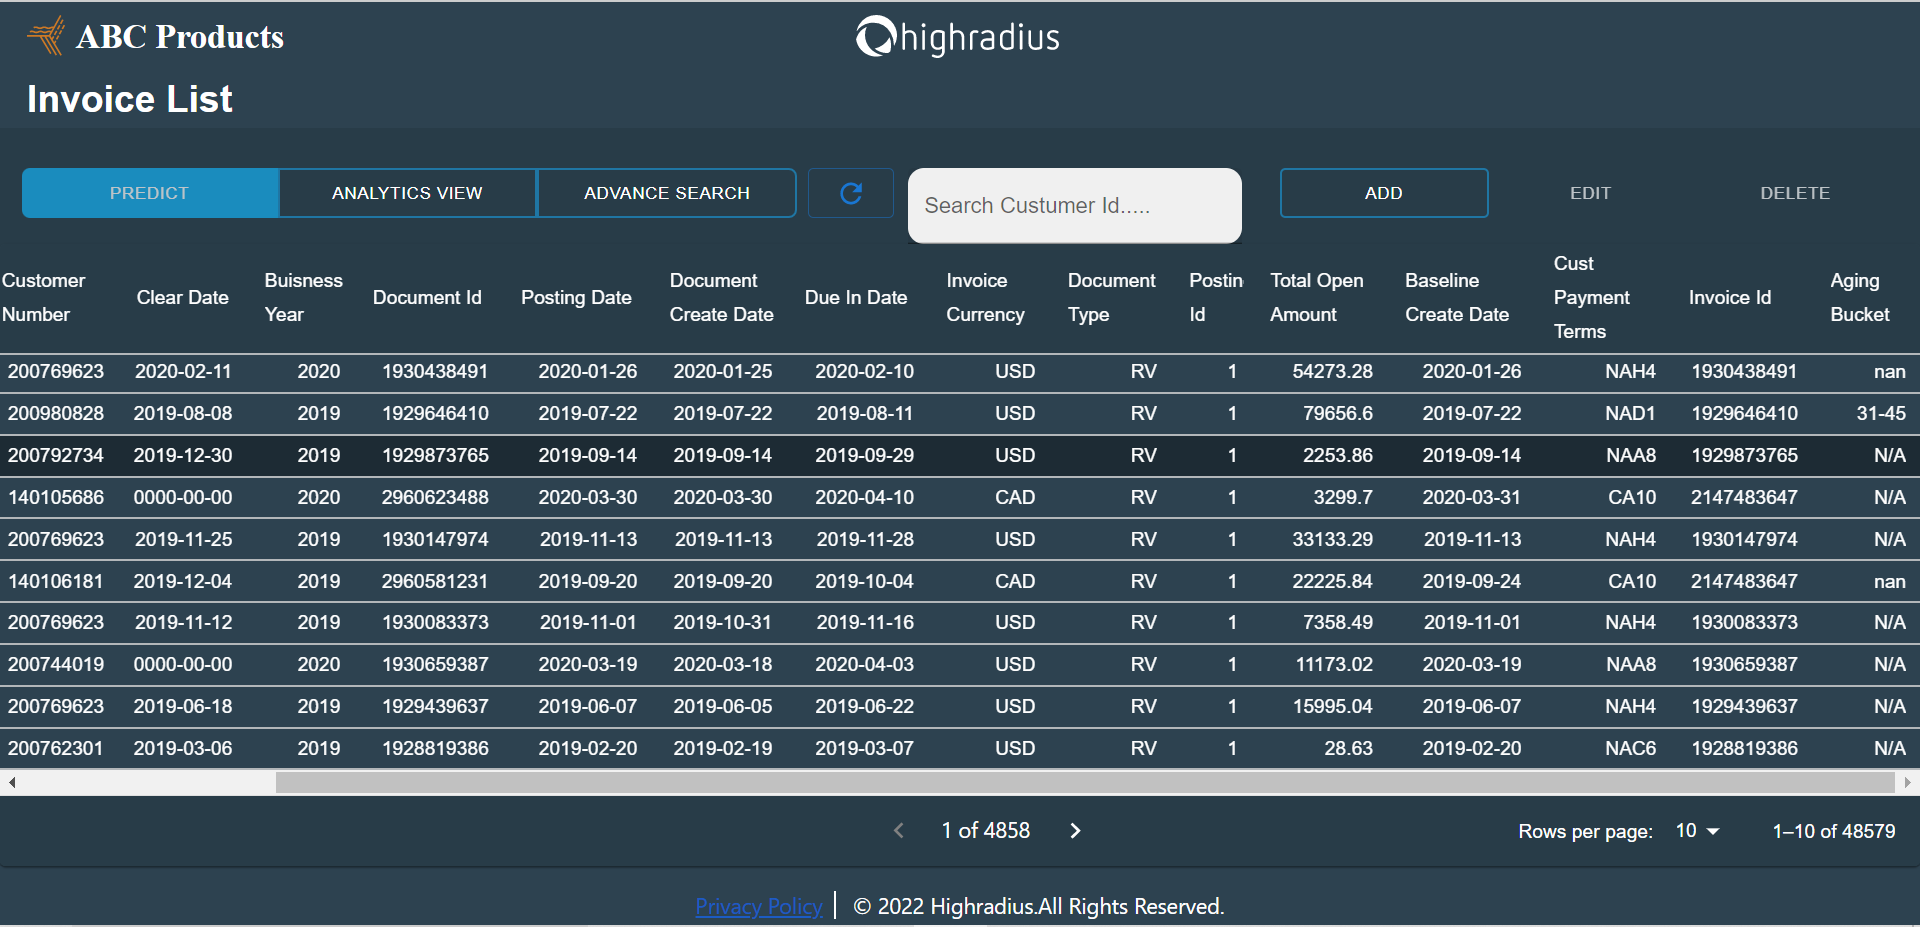 ABC Products
highradius
Invoice List
PREDICT ANALYTICS VIEW ADVANCE SEARCH Search Custumer Id..... ADD EDIT DELETE
Customer Number Clear Date Buisness Year Document Id Posting Date Document Create Date Due In Date Invoice Currency Document Type Postin Id Total Open Amount Baseline Create Date Cust Payment Terms Invoice Id Aging Bucket
200769623 2020-02-11 2020 1930438491 2020-01-26 2020-01-25 2020-02-10 USD RV 1 54273.28 2020-01-26 NAH4 1930438491 nan
200980828 2019-08-08 2019 1929646410 2019-07-22 2019-07-22 2019-08-11 USD RV 1 79656.6 2019-07-22 NAD1 1929646410 31-45
200792734 2019-12-30 2019 1929873765 2019-09-14 2019-09-14 2019-09-29 USD RV 1 2253.86 2019-09-14 NAA8 1929873765 N/A
140105686 0000-00-00 2020 2960623488 2020-03-30 2020-03-30 2020-04-10 CAD RV 1 3299.7 2020-03-31 CA10 2147483647 N/A
200769623 2019-11-25 2019 1930147974 2019-11-13 2019-11-13 2019-11-28 USD RV 1 33133.29 2019-11-13 NAH4 1930147974 N/A
140106181 2019-12-04 2019 2960581231 2019-09-20 2019-09-20 2019-10-04 CAD RV 1 22225.84 2019-09-24 CA10 2147483647 nan
200769623 2019-11-12 2019 1930083373 2019-11-01 2019-10-31 2019-11-16 USD RV 1 7358.49 2019-11-01 NAH4 1930083373 N/A
200744019 0000-00-00 2020 1930659387 2020-03-19 2020-03-18 2020-04-03 USD RV 1 11173.02 2020-03-19 NAA8 1930659387 N/A
200769623 2019-06-18 2019 1929439637 2019-06-07 2019-06-05 2019-06-22 USD RV 1 15995.04 2019-06-07 NAH4 1929439637 N/A
200762301 2019-03-06 2019 1928819386 2019-02-20 2019-02-19 2019-03-07 USD RV 1 28.63 2019-02-20 NAC6 1928819386 N/A
1 of 4858 Rows per page: 10 1–10 of 48579
Privacy Policy | © 2022 Highradius.All Rights Reserved.